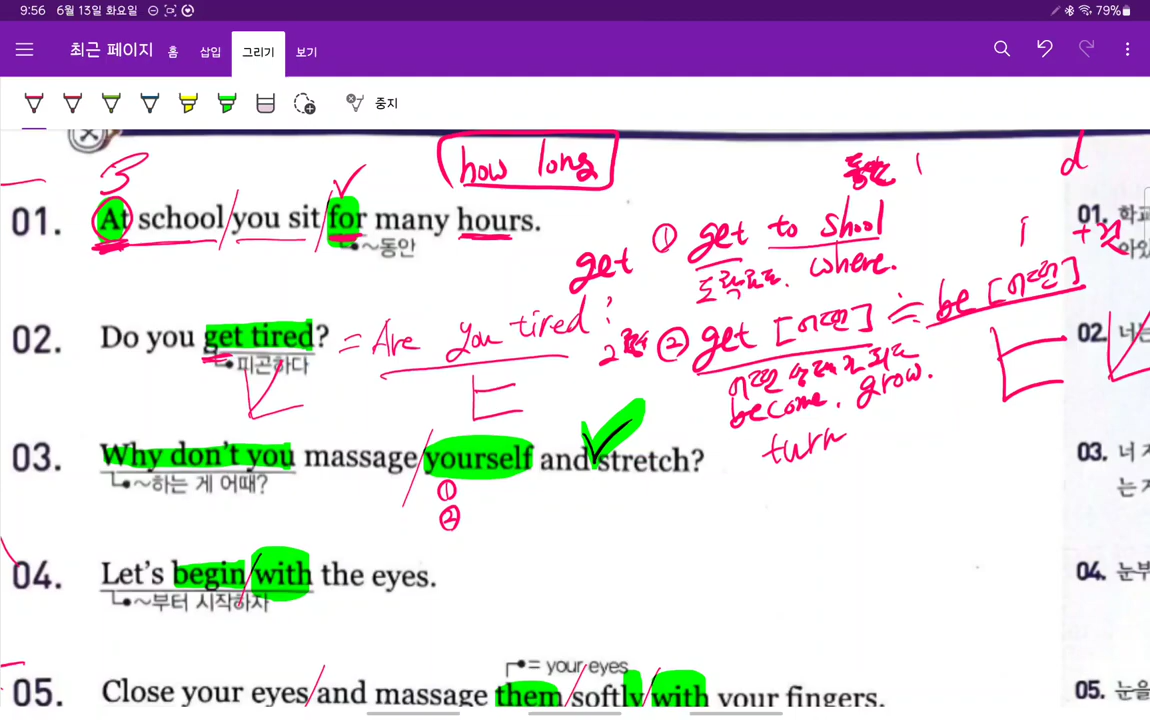 9:56 6월 13일 화요일 79%
최근 페이지 홈 삽입 그리기 보기
중지
how long
3
d
01. At school you sit for many hours.
~동안
get ① get to shool
도착하다. where.
01. 학교
아있
02. Do you get tired? = Are you tired?
피곤하다
② get [어떤] ≒ be [어떤]
어떤 상태가 되다
become, grow.
turn
02. 너는
03. Why don't you massage yourself and stretch?
~하는 게 어때?
①
②
03. 너 자
는 게
04. Let's begin with the eyes.
~부터 시작하자
04. 눈부
= your eyes
05. Close your eyes and massage them softly with your fingers.
05. 눈을